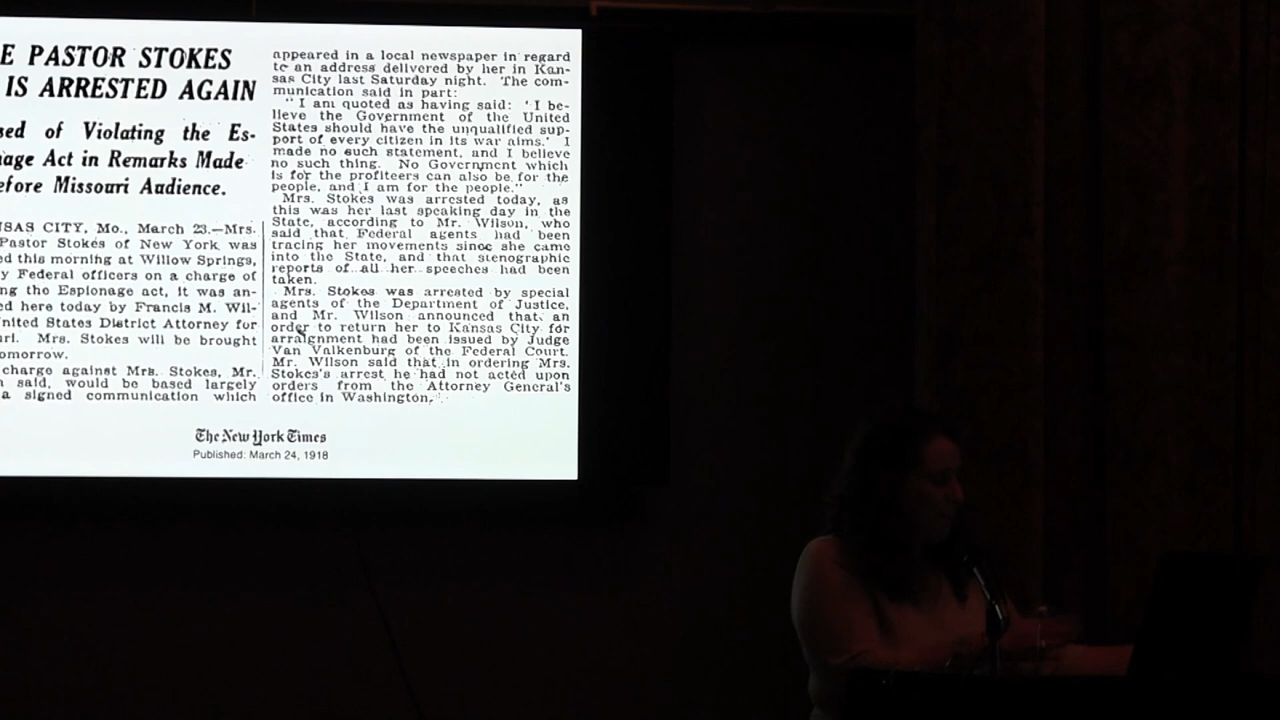 E PASTOR STOKES
IS ARRESTED AGAIN
sed of Violating the Es-
nage Act in Remarks Made
efore Missouri Audience.
NSAS CITY, Mo., March 23.—Mrs.
Pastor Stokes of New York was
ed this morning at Willow Springs,
y Federal officers on a charge of
ng the Espionage act, it was an-
ed here today by Francis M. Wil-
United States District Attorney for
uri. Mrs. Stokes will be brought
omorrow.
charge against Mrs. Stokes, Mr.
n said, would be based largely
a signed communication which
appeared in a local newspaper in regard
to an address delivered by her in Kan-
sas City last Saturday night. The com-
munication said in part:
" I am quoted as having said: ' I be-
lieve the Government of the United
States should have the unqualified sup-
port of every citizen in its war aims.' I
made no such statement, and I believe
no such thing. No Government which
is for the profiteers can also be for the
people, and I am for the people."
Mrs. Stokes was arrested today, as
this was her last speaking day in the
State, according to Mr. Wilson, who
said that Federal agents had been
tracing her movements since she came
into the State, and that stenographic
reports of all her speeches had been
taken.
Mrs. Stokes was arrested by special
agents of the Department of Justice,
and Mr. Wilson announced that an
order to return her to Kansas City for
arraignment had been issued by Judge
Van Valkenburg of the Federal Court.
Mr. Wilson said that in ordering Mrs.
Stokes's arrest he had not acted upon
orders from the Attorney General's
office in Washington.
The New York Times
Published: March 24, 1918